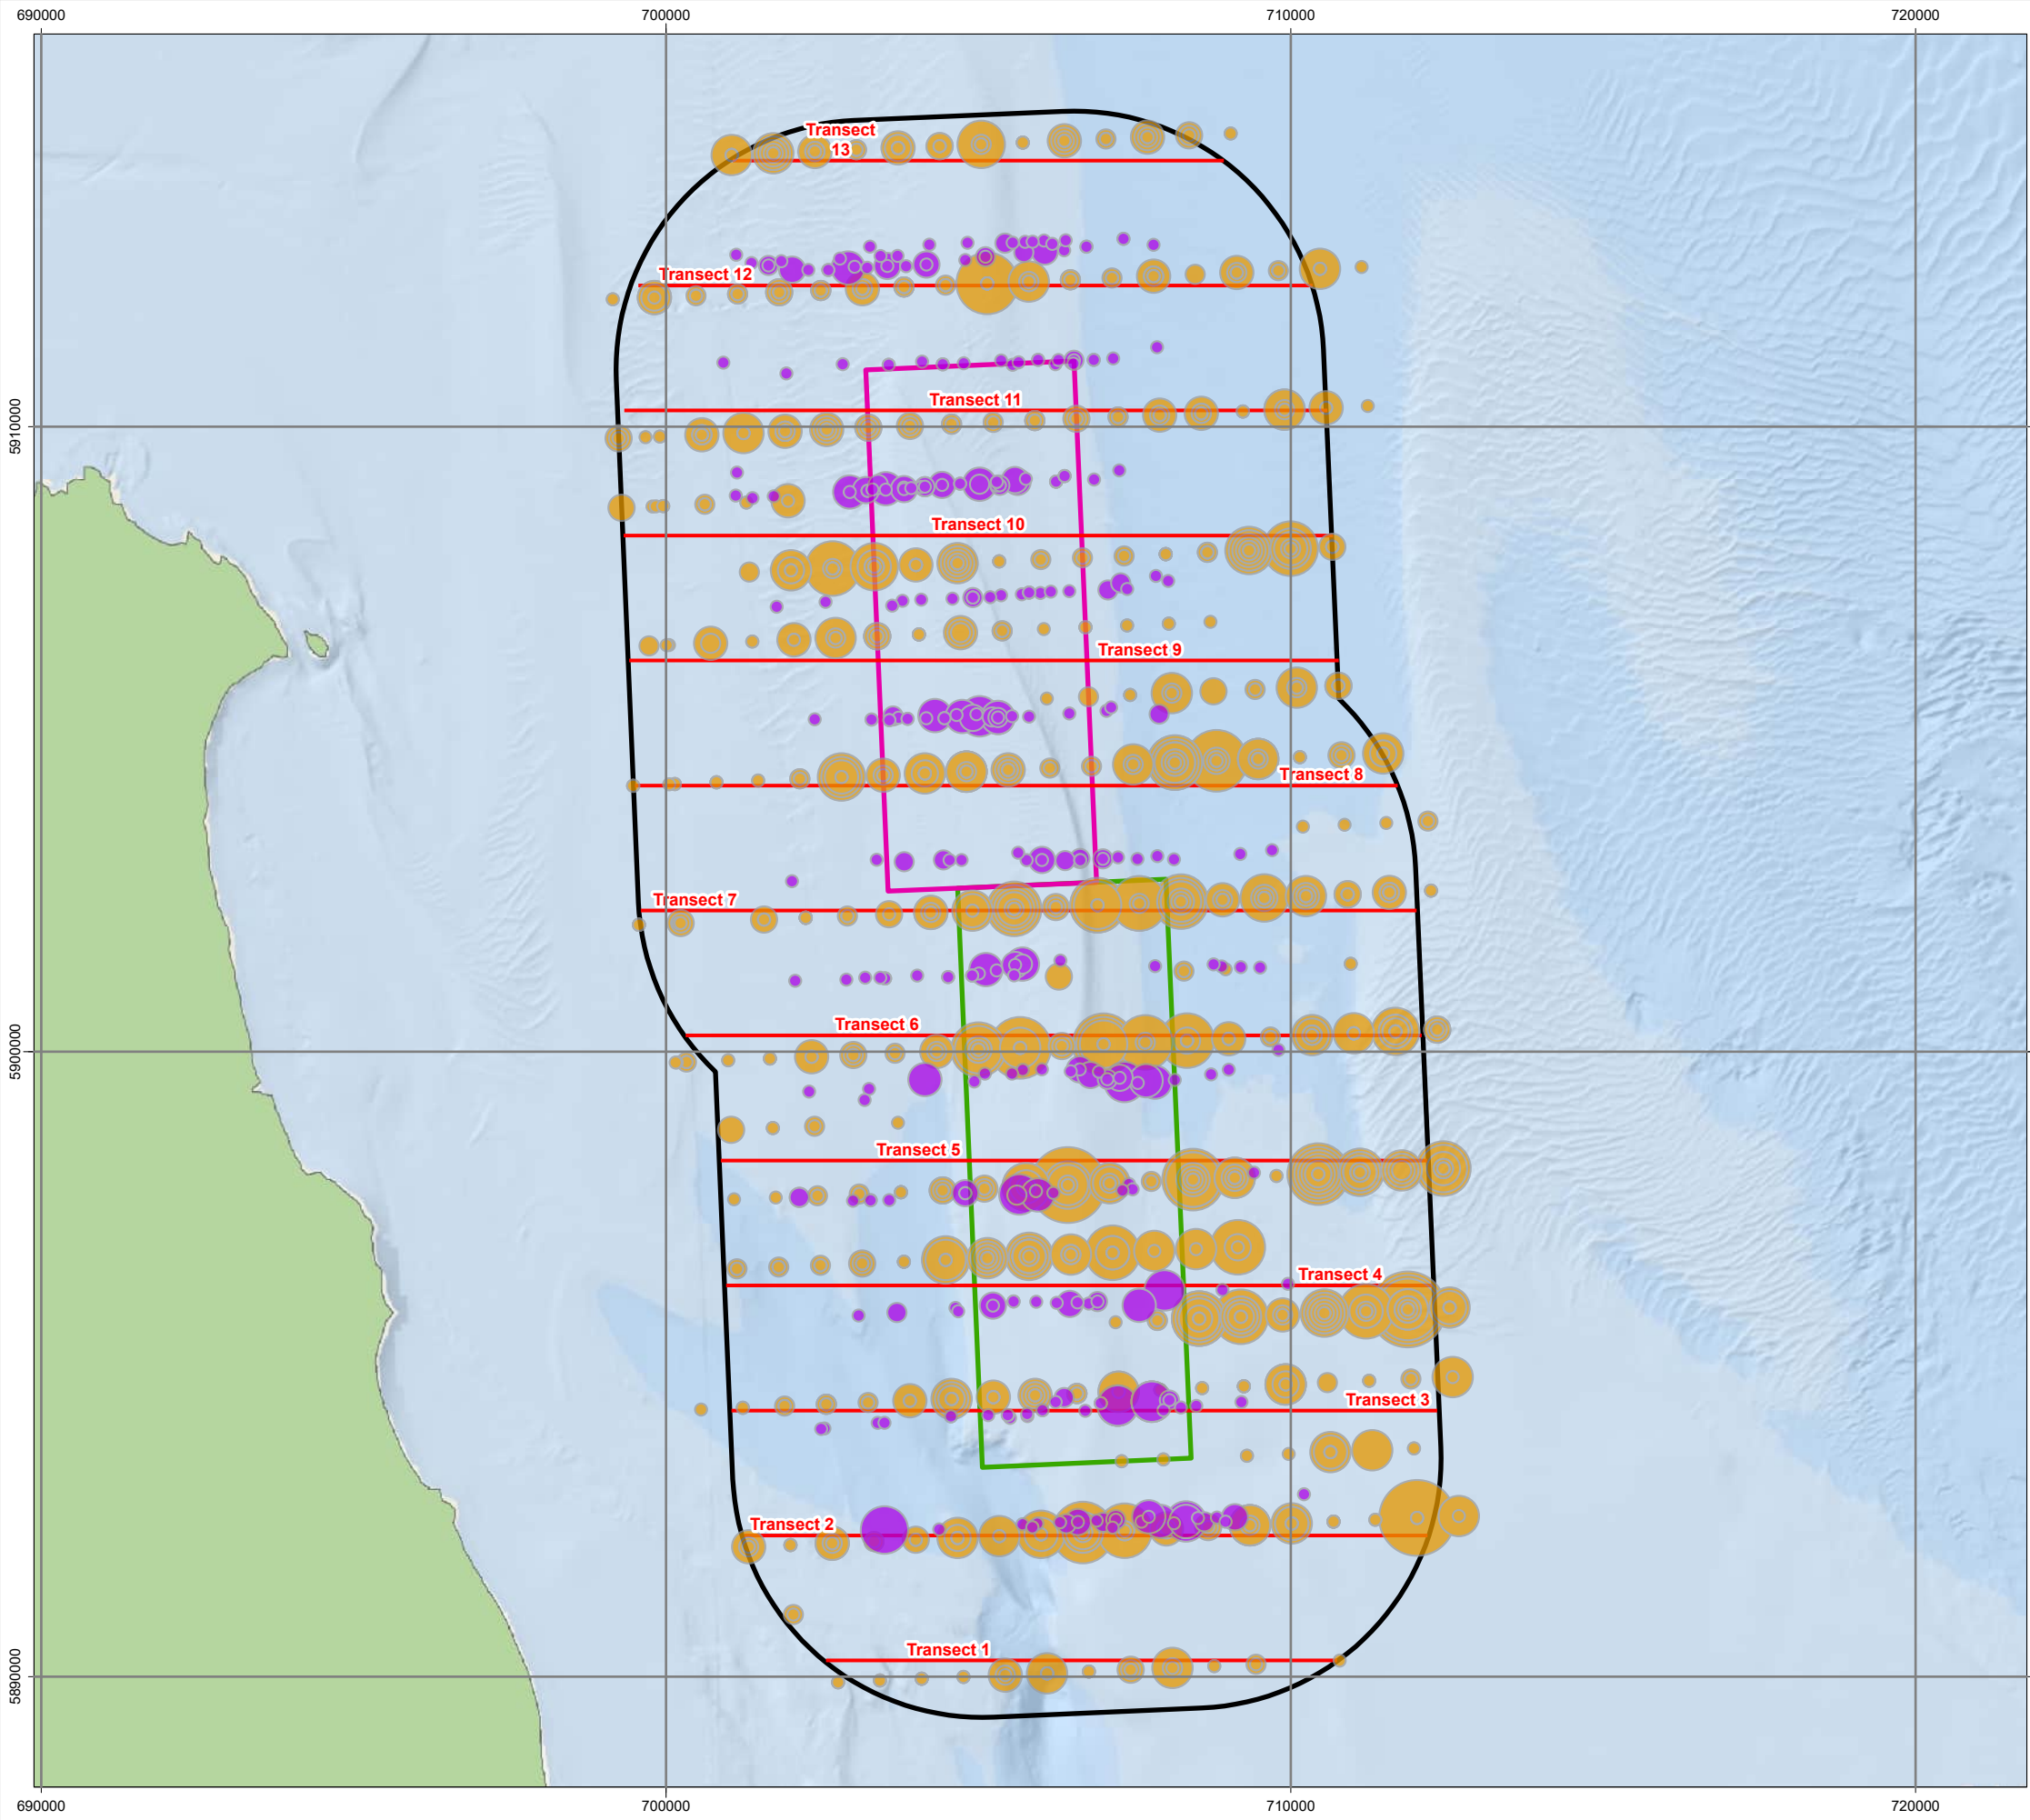 690000
700000
710000
720000
Transect
13
Transect 12
Transect 11
5910000
Transect 10
Transect 9
Transect 8
Transect 7
Transect 6
5900000
Transect 5
Transect 4
Transect 3
Transect 2
Transect 1
5890000
690000
700000
710000
720000